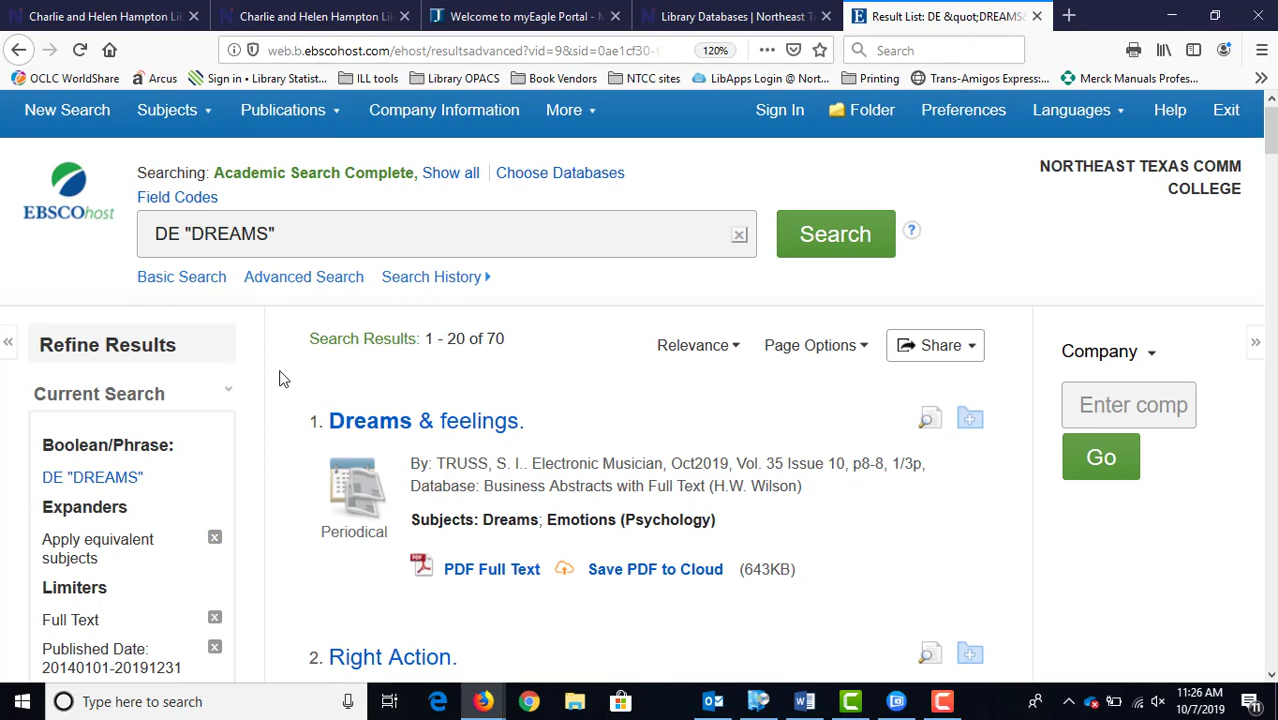 Charlie and Helen Hampton Li
Charlie and Helen Hampton Li
Welcome to myEagle Portal - N
Library Databases | Northeast T
Result List: DE &quot;DREAMS&
web.b.ebscohost.com/ehost/resultsadvanced?vid=9&sid=0ae1cf30-
120%
Search
OCLC WorldShare
Arcus
Sign in • Library Statist...
ILL tools
Library OPACS
Book Vendors
NTCC sites
LibApps Login @ Nort...
Printing
Trans-Amigos Express:...
Merck Manuals Profes...
New Search
Subjects
Publications
Company Information
More
Sign In
Folder
Preferences
Languages
Help
Exit
EBSCOhost
Searching: Academic Search Complete, Show all
Choose Databases
Field Codes
DE "DREAMS"
Search
?
Basic Search
Advanced Search
Search History
NORTHEAST TEXAS COMM
COLLEGE
Refine Results
Current Search
Boolean/Phrase:
DE "DREAMS"
Expanders
Apply equivalent
subjects
Limiters
Full Text
Published Date:
20140101-20191231
Search Results: 1 - 20 of 70
Relevance
Page Options
Share
1. Dreams & feelings.
By: TRUSS, S. I.. Electronic Musician, Oct2019, Vol. 35 Issue 10, p8-8, 1/3p,
Database: Business Abstracts with Full Text (H.W. Wilson)
Periodical
Subjects: Dreams; Emotions (Psychology)
PDF
PDF Full Text
Save PDF to Cloud
(643KB)
2. Right Action.
Company
Enter comp
Go
Type here to search
11:26 AM
10/7/2019